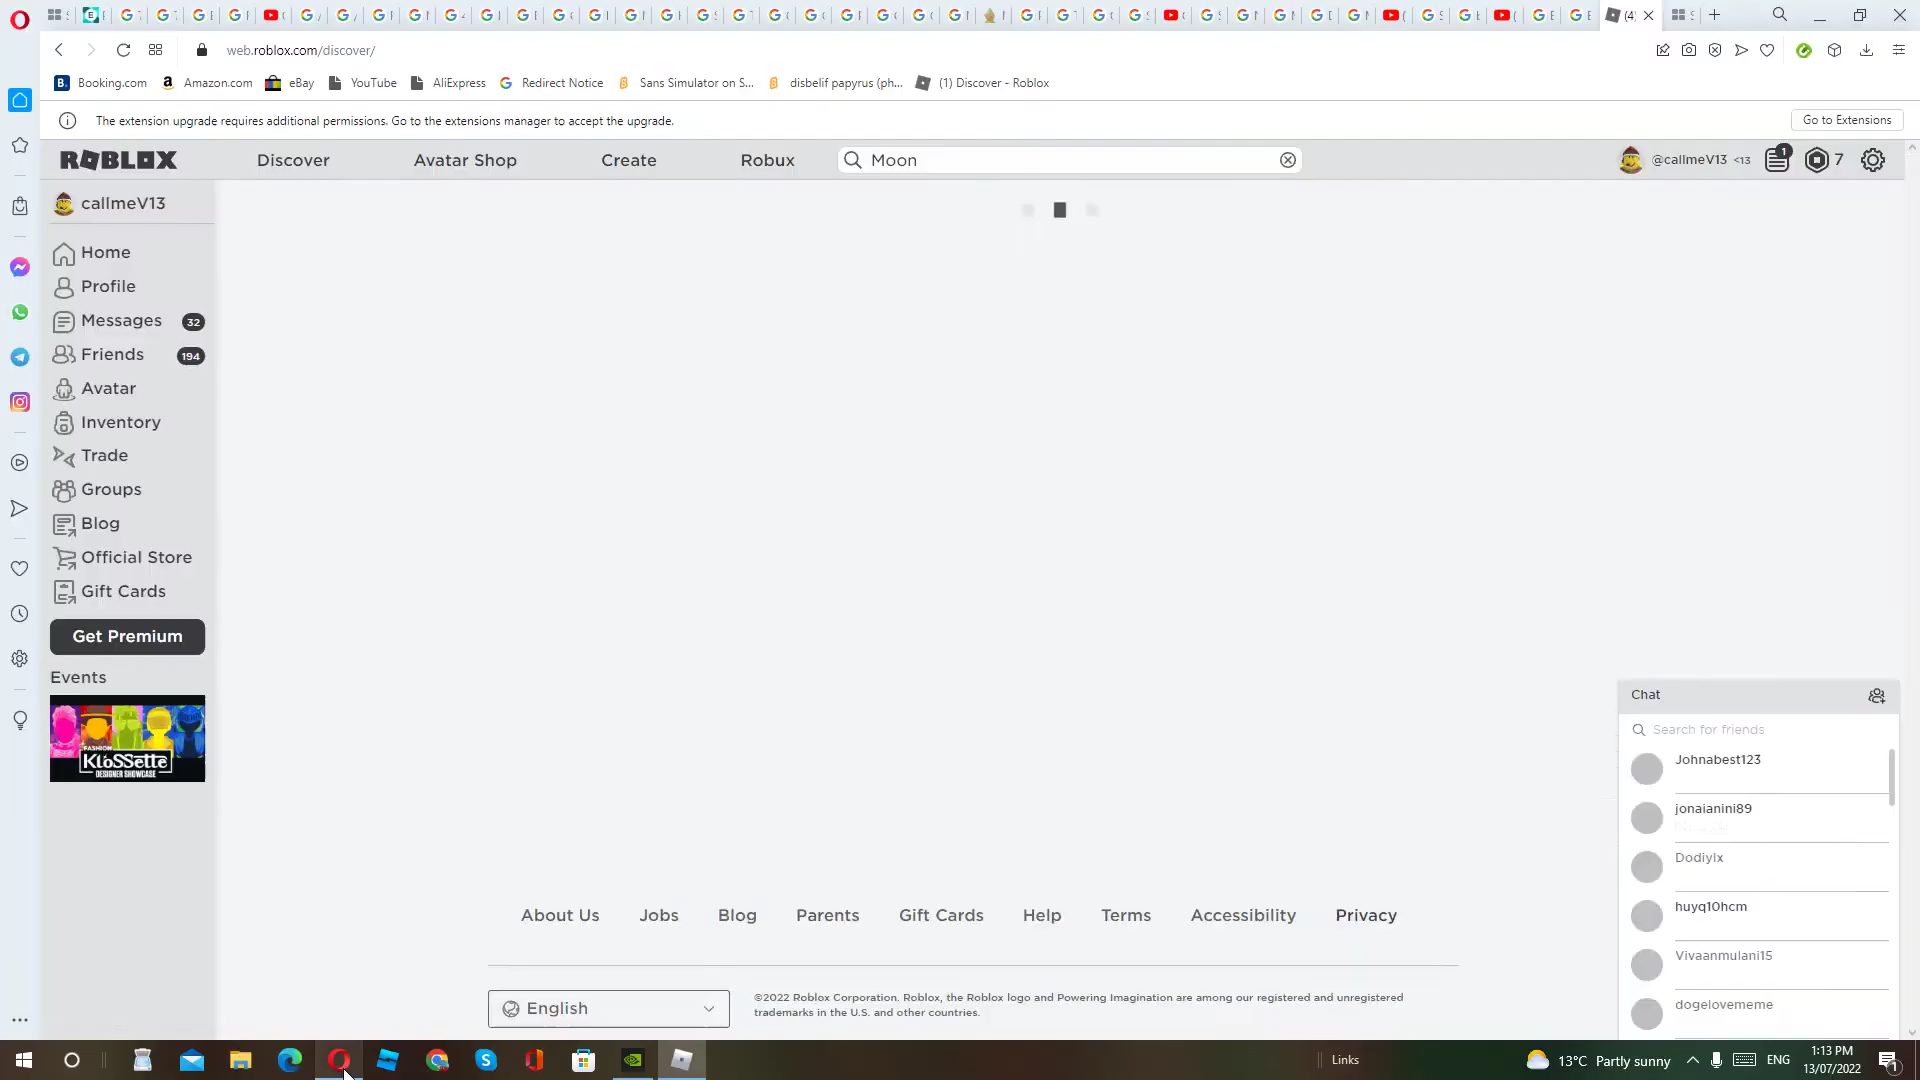 (4)
web.roblox.com/discover/
Booking.com
Amazon.com
eBay
YouTube
AliExpress
Redirect Notice
Sans Simulator on S...
disbelif papyrus (ph...
(1) Discover - Roblox
The extension upgrade requires additional permissions. Go to the extensions manager to accept the upgrade.
Go to Extensions
ROBLOX
Discover
Avatar Shop
Create
Robux
Moon
@callmeV13 <13
1
7
callmeV13
Home
Profile
Messages 32
Friends 194
Avatar
Inventory
Trade
Groups
Blog
Official Store
Gift Cards
Get Premium
Events
FASHION
KLOSSette
DESIGNER SHOWCASE
Chat
Search for friends
Johnabest123
jonaianini89
Dodiylx
huyq10hcm
Vivaanmulani15
dogelovememe
About Us
Jobs
Blog
Parents
Gift Cards
Help
Terms
Accessibility
Privacy
English
©2022 Roblox Corporation. Roblox, the Roblox logo and Powering Imagination are among our registered and unregistered
trademarks in the U.S. and other countries.
Links
13°C Partly sunny
ENG
1:13 PM
13/07/2022
1